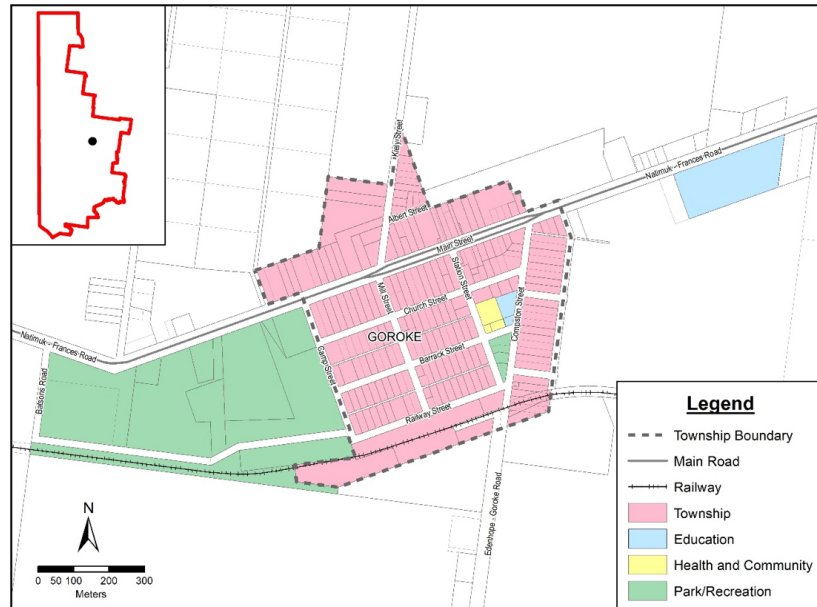 Kiely Street
Natimuk - Frances Road
Albert Street
Main Street
Station Street
Mill Street
Church Street
Compston Street
GOROKE
Natimuk - Frances Road
Camp Street
Barrack Street
Batsons Road
Railway Street
Edenhope - Goroke Road
N
0 50 100 200 300
Meters
Legend
Township Boundary
Main Road
Railway
Township
Education
Health and Community
Park/Recreation